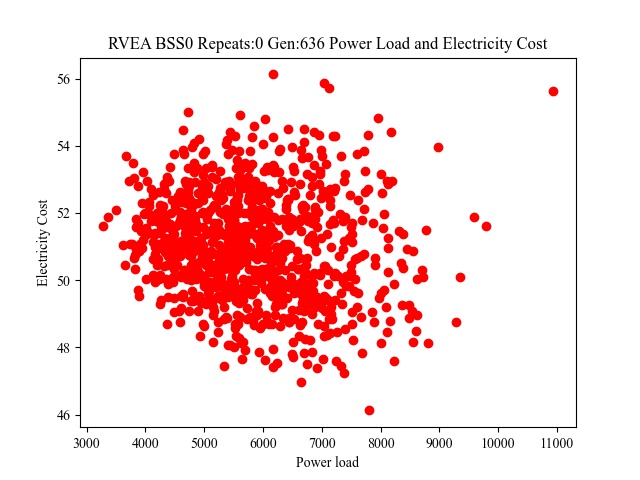 RVEA BSS0 Repeats:0 Gen:636 Power Load and Electricity Cost
56
54
52
50
48
46
Electricity Cost
3000 4000 5000 6000 7000 8000 9000 10000 11000
Power load